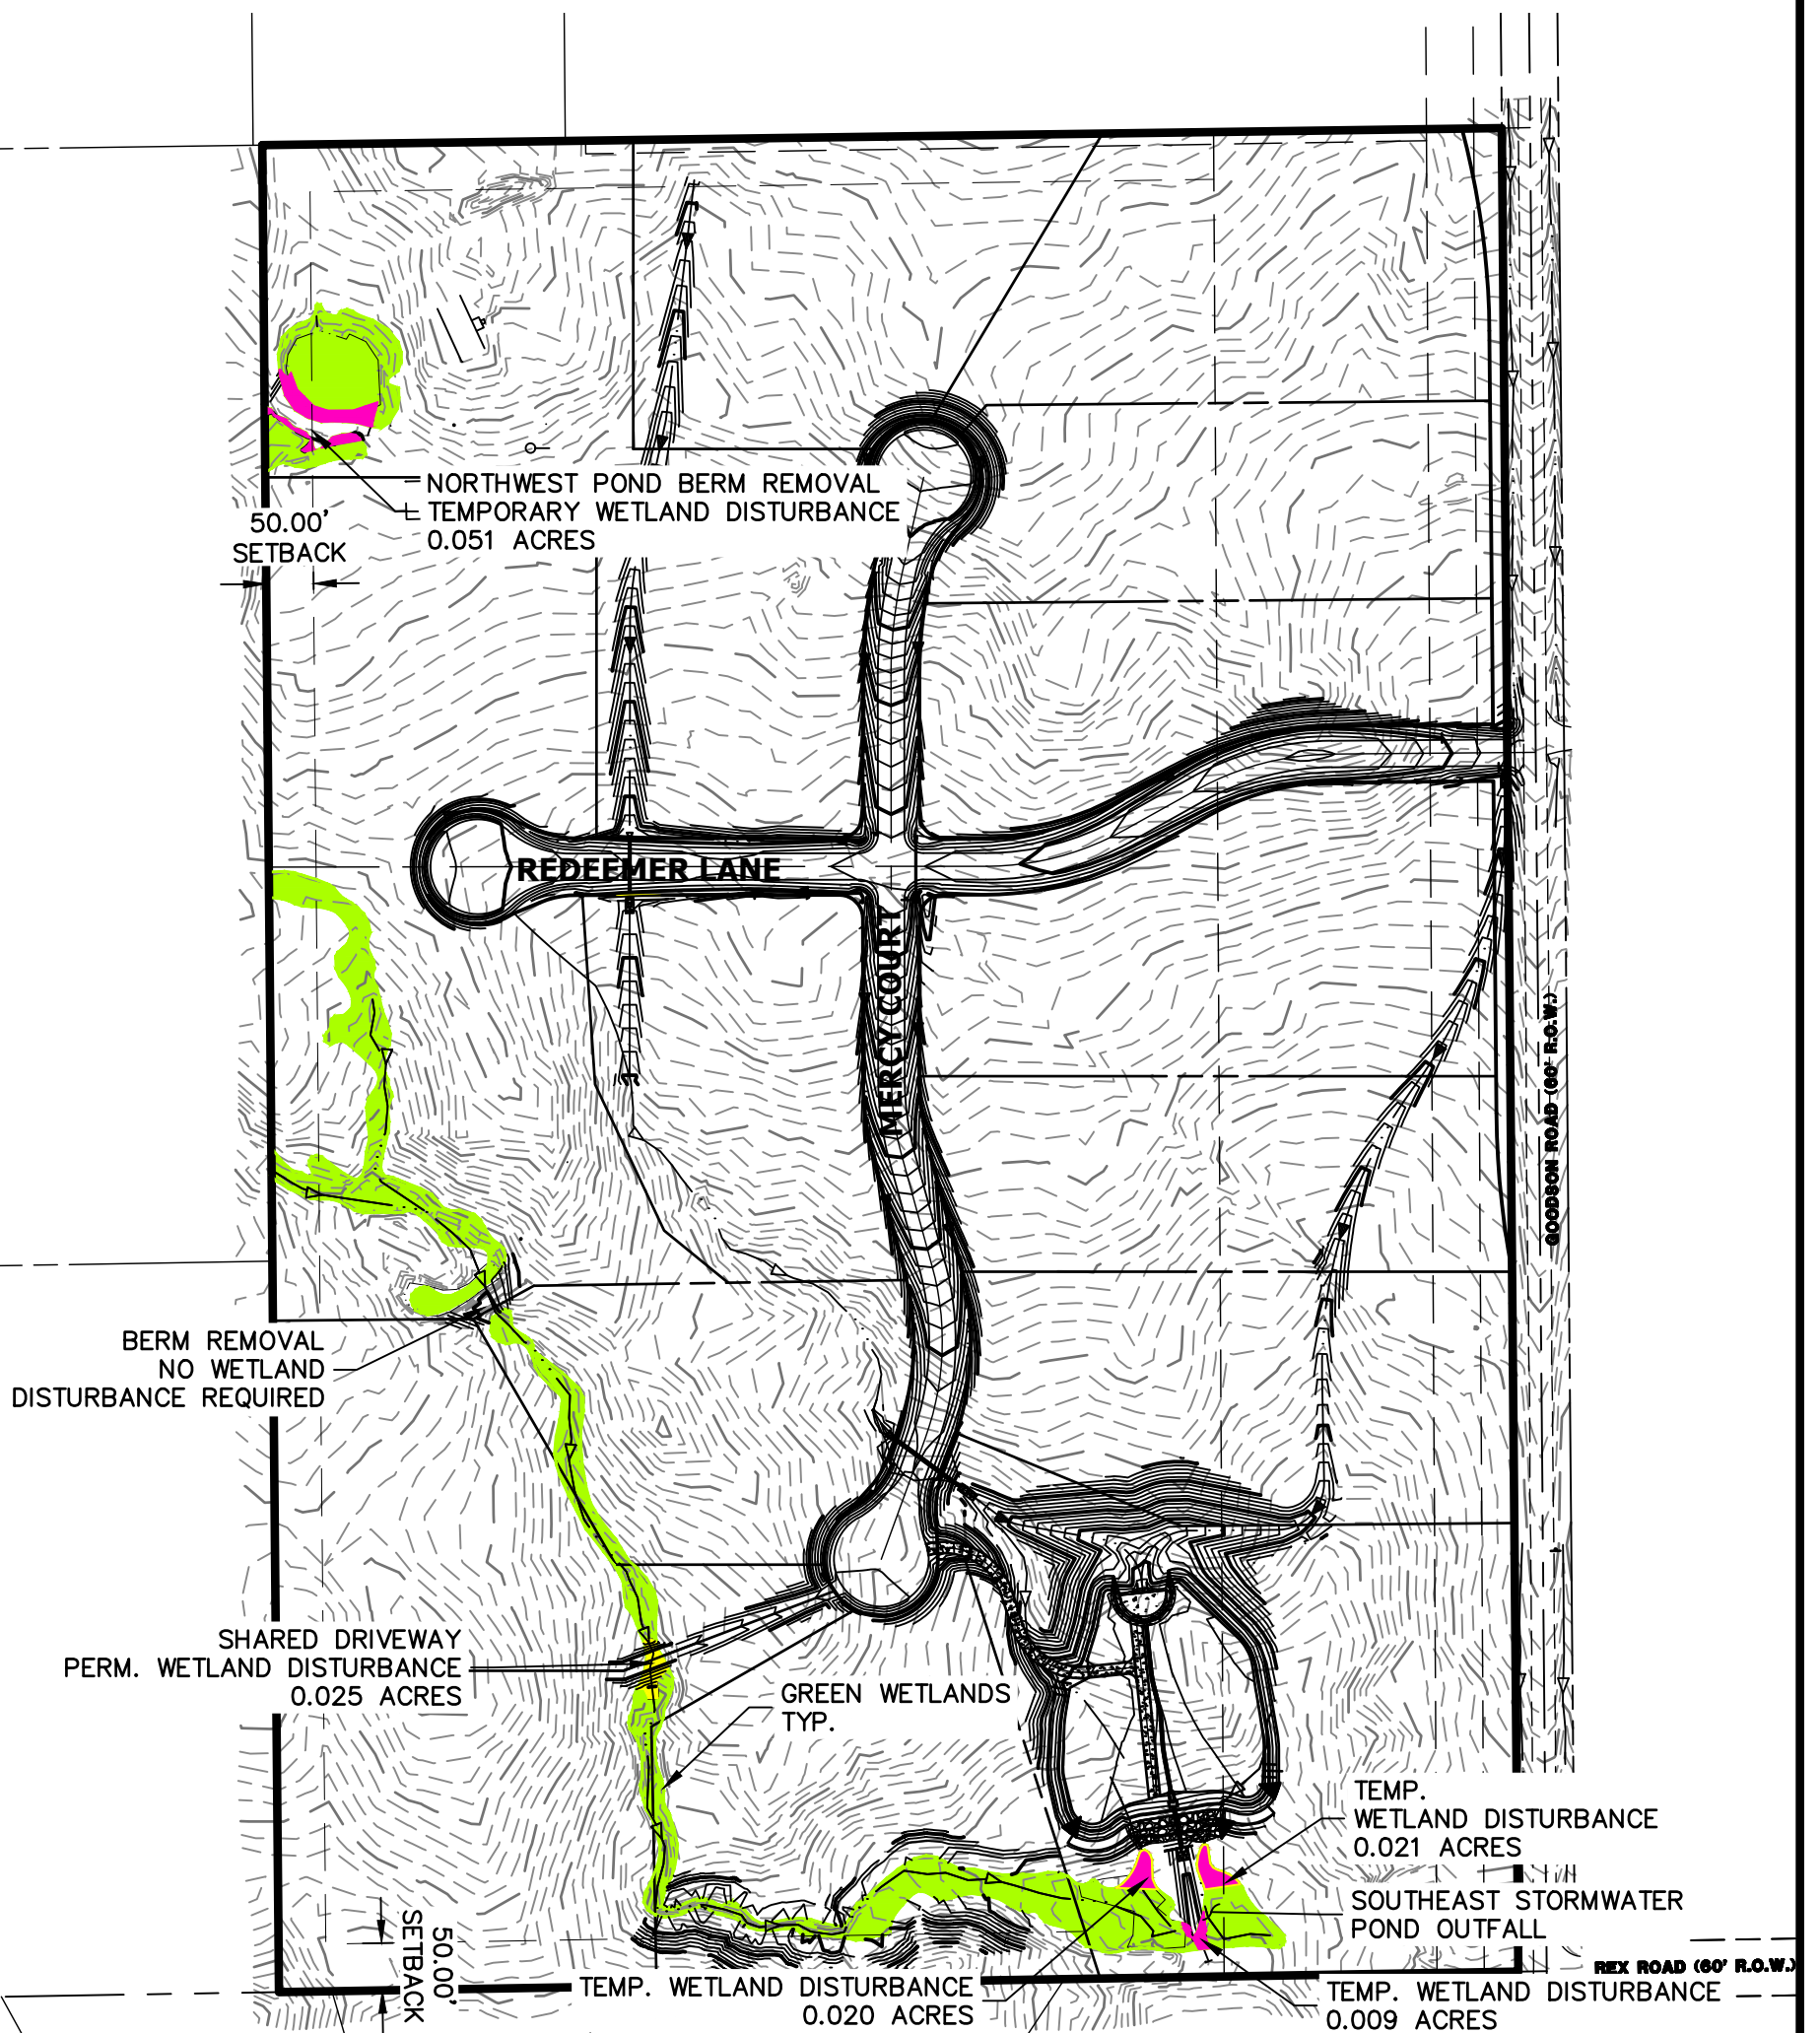 NORTHWEST POND BERM REMOVAL
TEMPORARY WETLAND DISTURBANCE
0.051 ACRES
50.00'
SETBACK
REDEEMER LANE
MERCY COURT
GOODSON ROAD (60' R.O.W.)
BERM REMOVAL
NO WETLAND
DISTURBANCE REQUIRED
SHARED DRIVEWAY
PERM. WETLAND DISTURBANCE
0.025 ACRES
GREEN WETLANDS
TYP.
TEMP.
WETLAND DISTURBANCE
0.021 ACRES
SOUTHEAST STORMWATER
POND OUTFALL
50.00'
SETBACK
REX ROAD (60' R.O.W.)
TEMP. WETLAND DISTURBANCE
0.020 ACRES
TEMP. WETLAND DISTURBANCE
0.009 ACRES